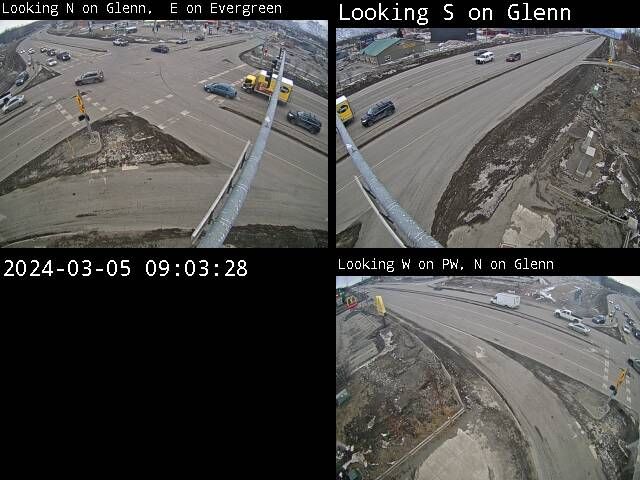 Looking N on Glenn,  E on Evergreen
Looking S on Glenn
2024-03-05 09:03:28
Looking W on PW, N on Glenn